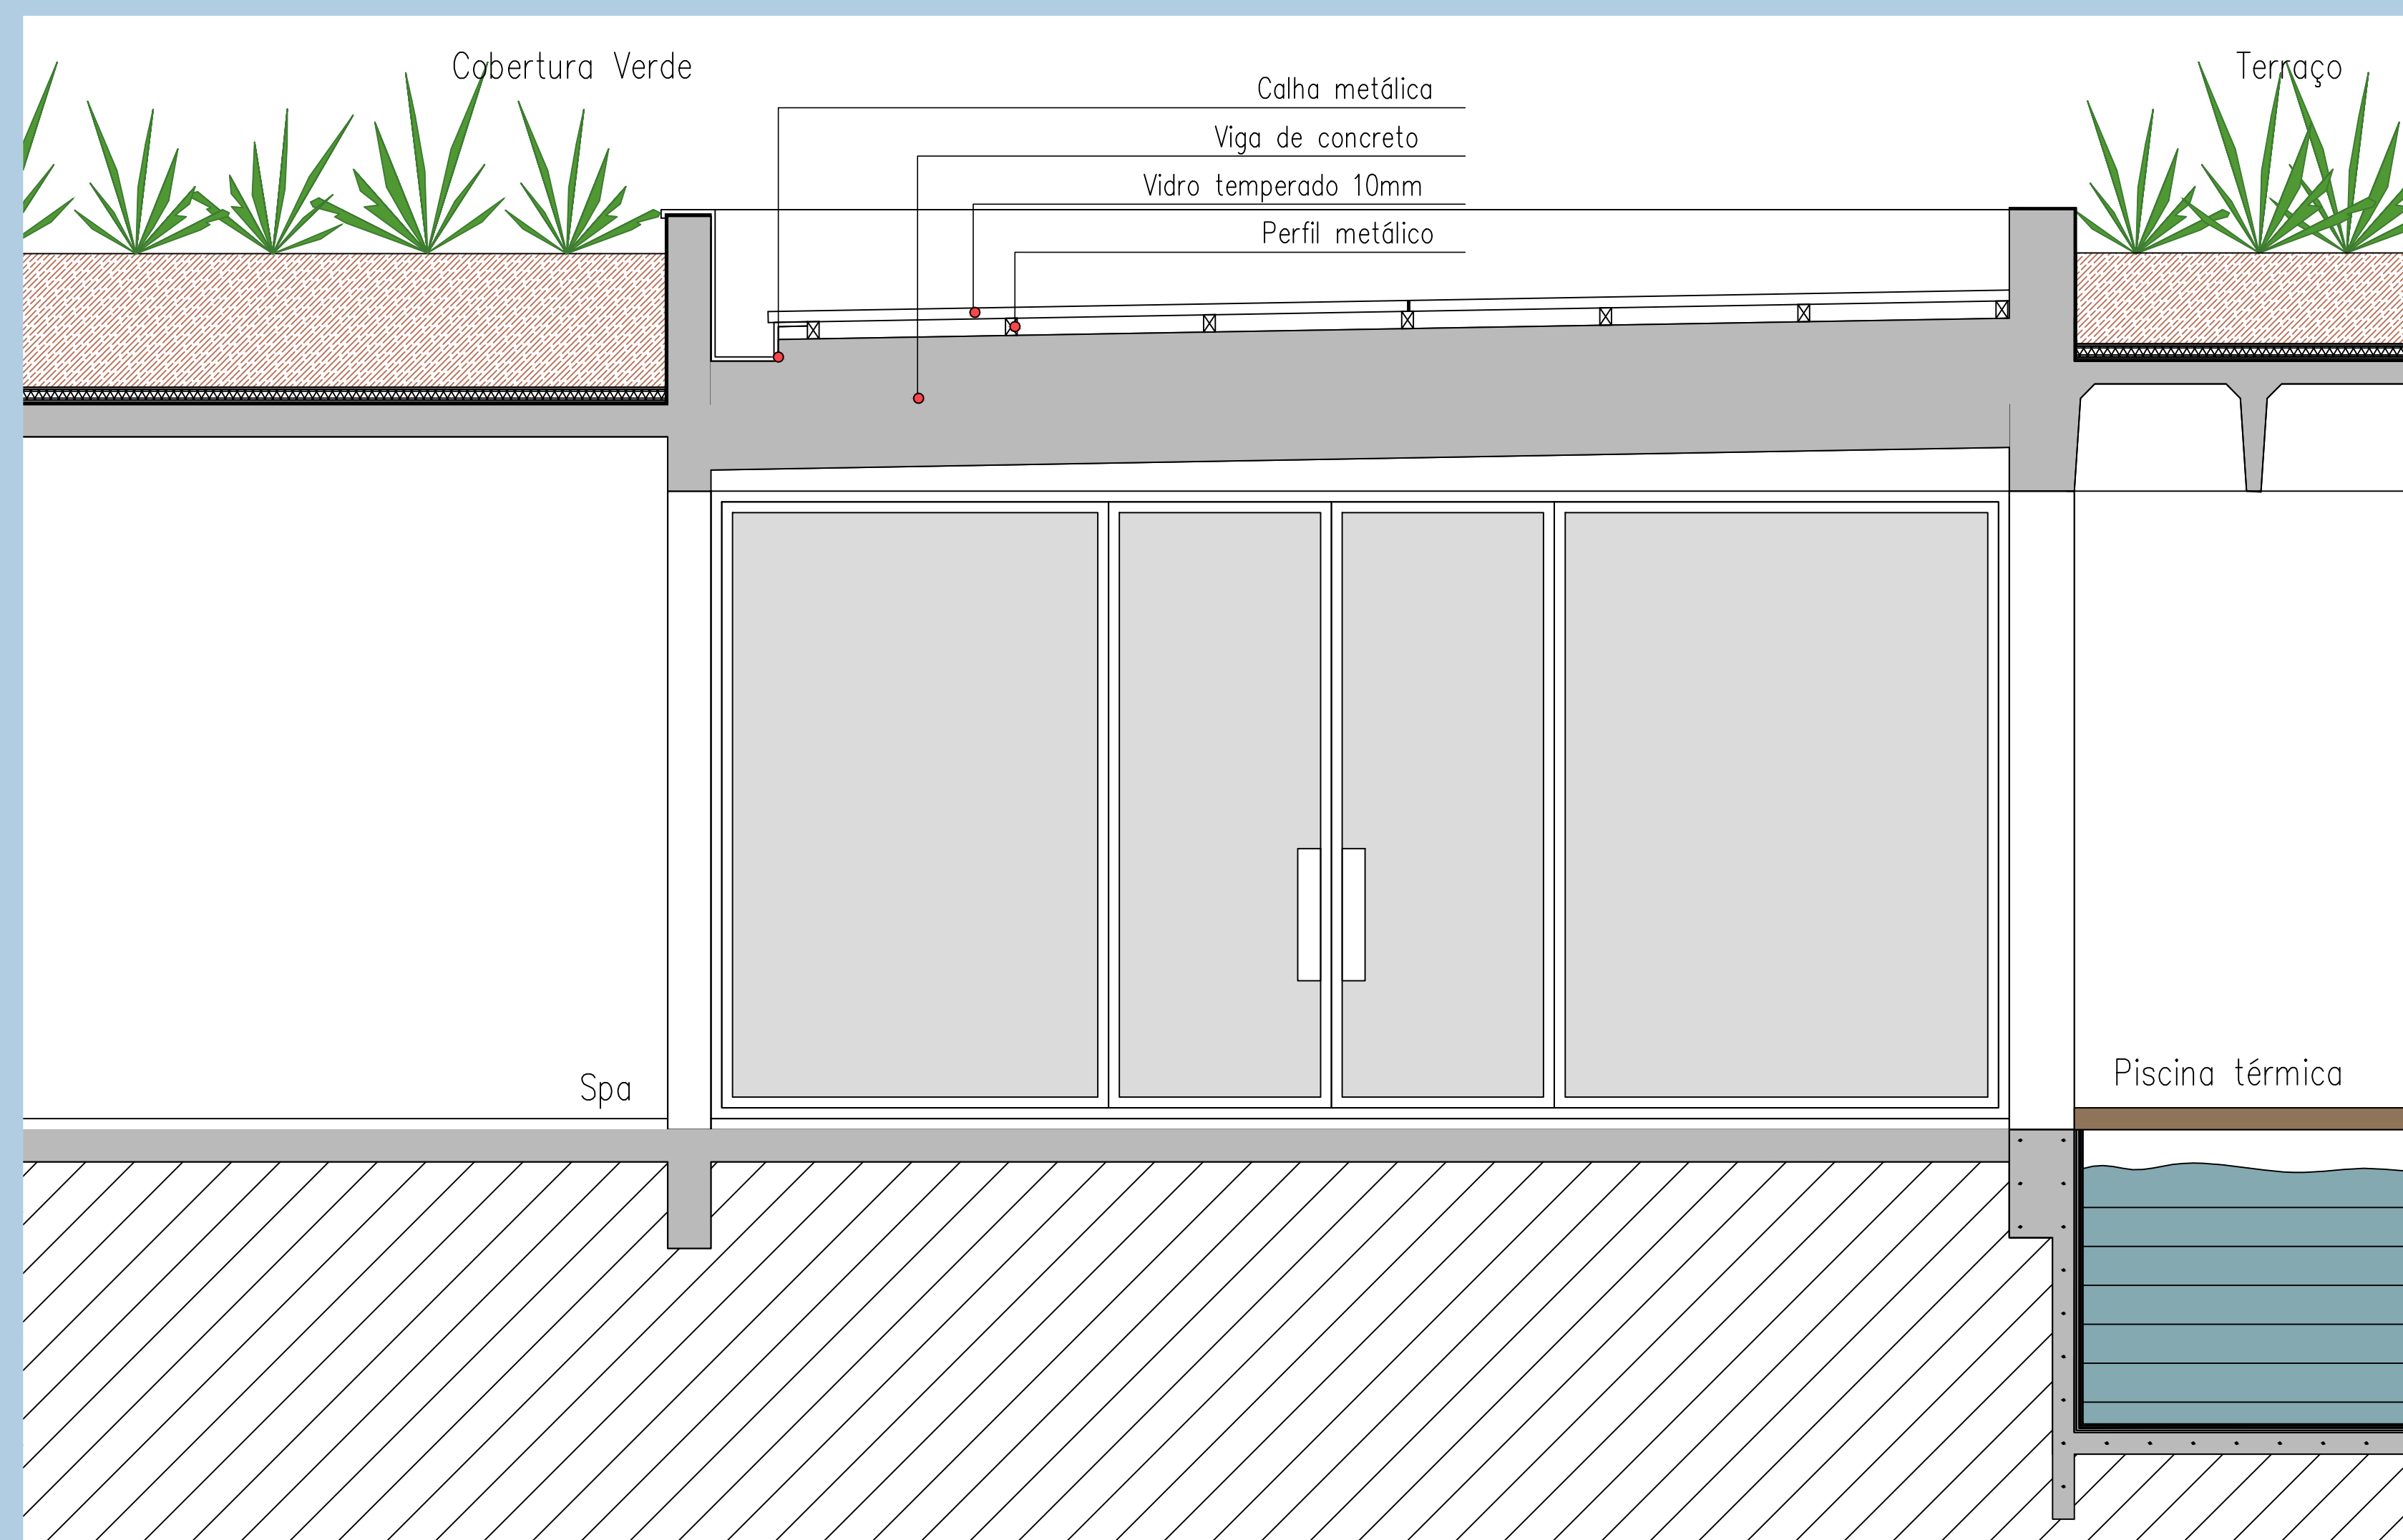 Cobertura Verde
Terraço
Calha metálica
Viga de concreto
Vidro temperado 10mm
Perfil metálico
Spa
Piscina térmica